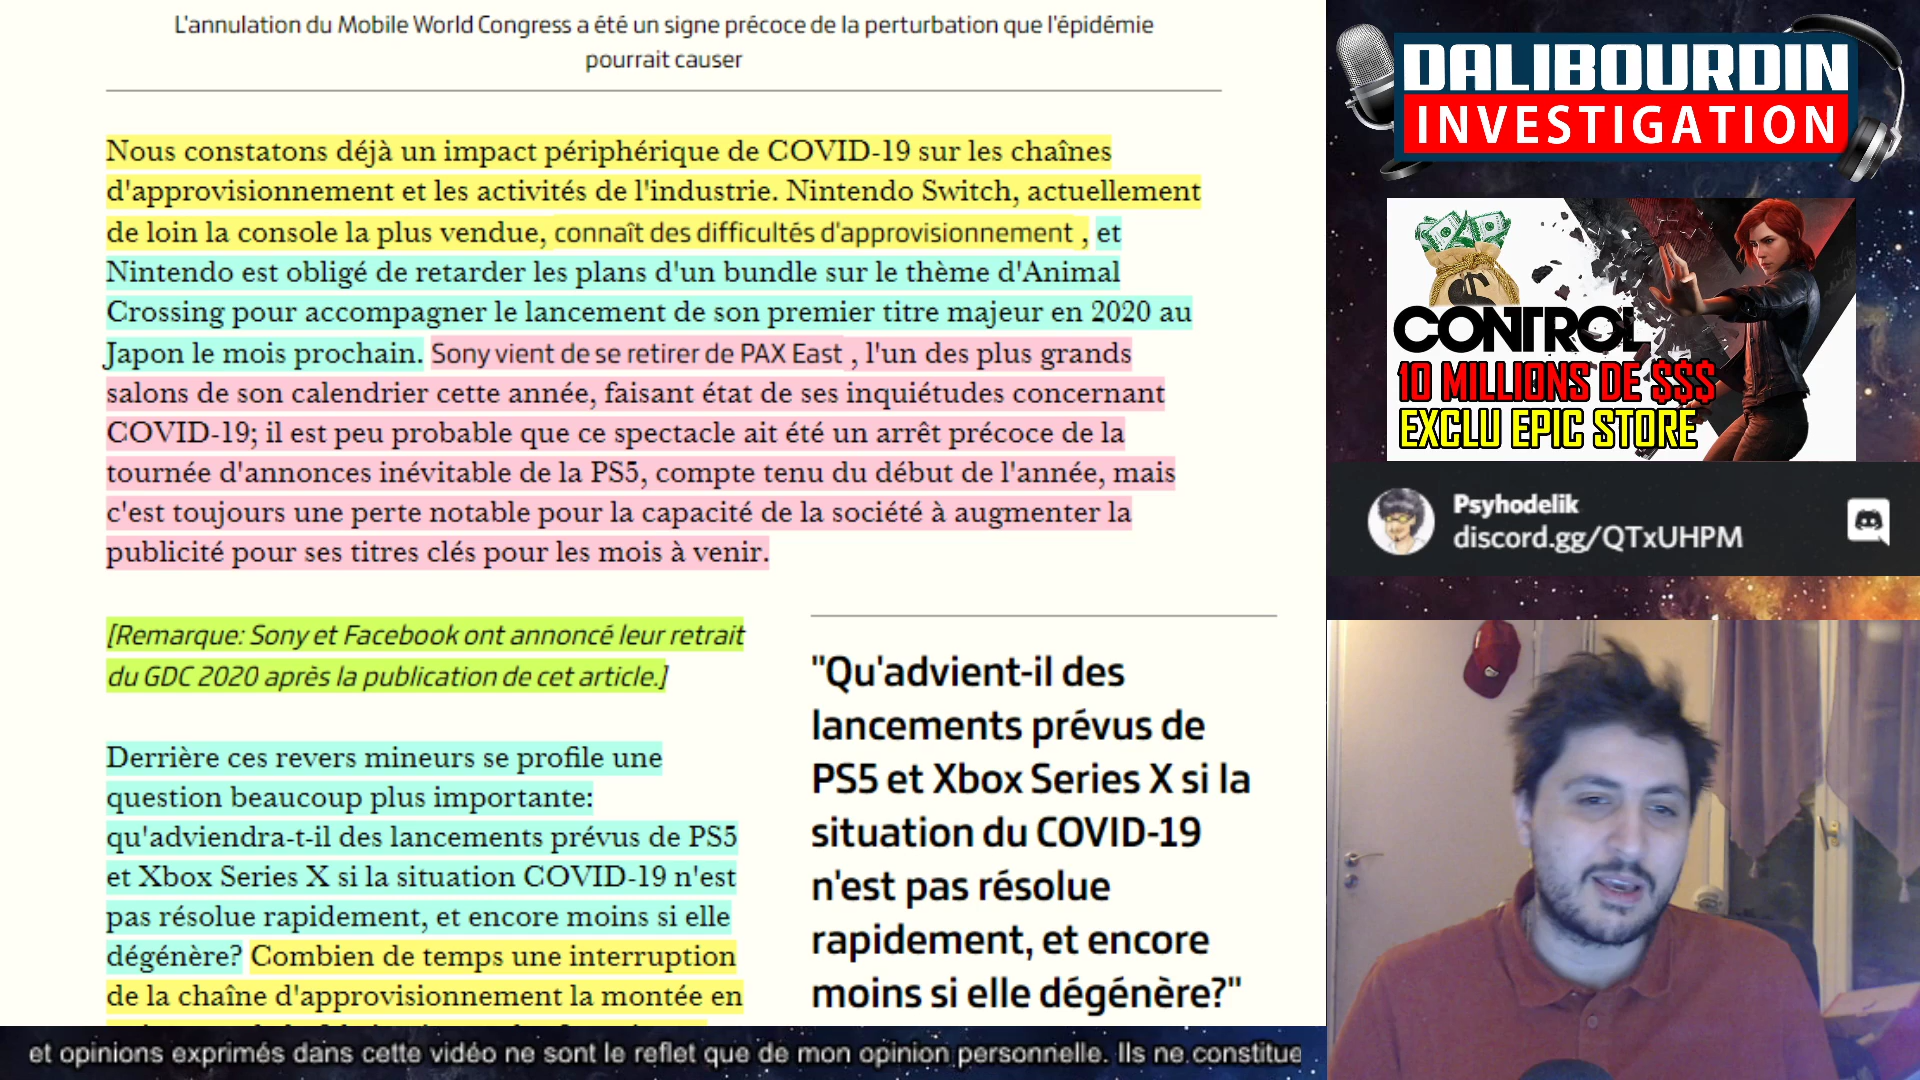 L'annulation du Mobile World Congress a été un signe précoce de la perturbation que l'épidémie
pourrait causer
Nous constatons déjà un impact périphérique de COVID-19 sur les chaînes
d'approvisionnement et les activités de l'industrie. Nintendo Switch, actuellement
de loin la console la plus vendue, connaît des difficultés d'approvisionnement , et
Nintendo est obligé de retarder les plans d'un bundle sur le thème d'Animal
Crossing pour accompagner le lancement de son premier titre majeur en 2020 au
Japon le mois prochain. Sony vient de se retirer de PAX East , l'un des plus grands
salons de son calendrier cette année, faisant état de ses inquiétudes concernant
COVID-19; il est peu probable que ce spectacle ait été un arrêt précoce de la
tournée d'annonces inévitable de la PS5, compte tenu du début de l'année, mais
c'est toujours une perte notable pour la capacité de la société à augmenter la
publicité pour ses titres clés pour les mois à venir.
[Remarque: Sony et Facebook ont annoncé leur retrait
du GDC 2020 après la publication de cet article.]
Derrière ces revers mineurs se profile une
question beaucoup plus importante:
qu'adviendra-t-il des lancements prévus de PS5
et Xbox Series X si la situation COVID-19 n'est
pas résolue rapidement, et encore moins si elle
dégénère? Combien de temps une interruption
de la chaîne d'approvisionnement la montée en
"Qu'advient-il des
lancements prévus de
PS5 et Xbox Series X si la
situation du COVID-19
n'est pas résolue
rapidement, et encore
moins si elle dégénère?"
DALIBOURDIN
INVESTIGATION
$
CONTROL
10 MILLIONS DE $$$
EXCLU EPIC STORE
Psyhodelik
discord.gg/QTxUHPM
et opinions exprimés dans cette vidéo ne sont le reflet que de mon opinion personnelle. Ils ne constitue